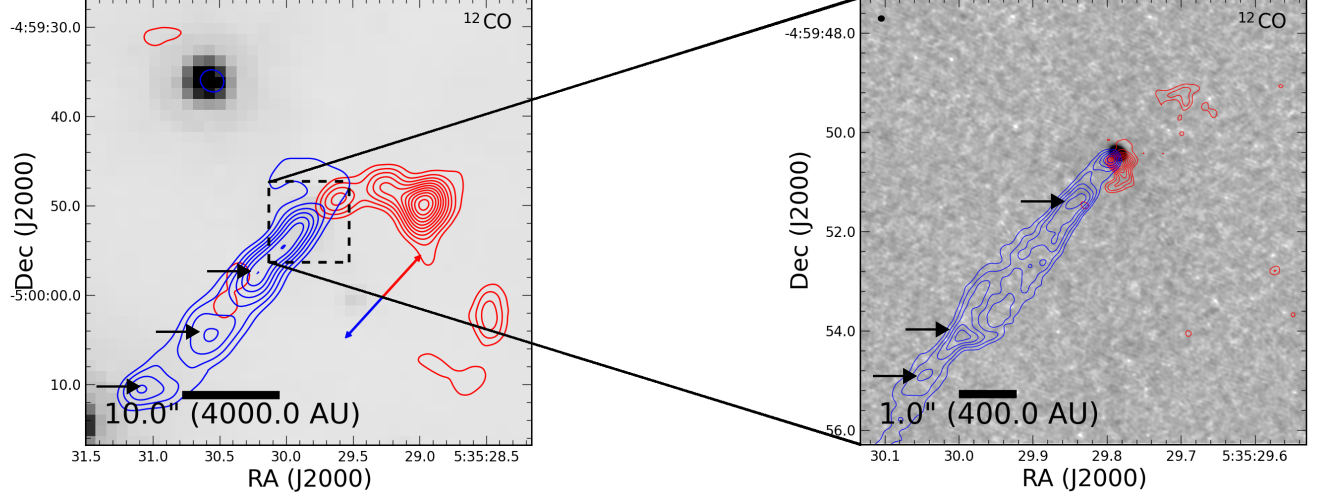 -4:59:30.0
40.0
50.0
-5:00:00.0
10.0
Dec (J2000)
12CO
10.0" (4000.0 AU)
31.5 31.0 30.5 30.0 29.5 29.0 5:35:28.5
RA (J2000)
-4:59:48.0
50.0
52.0
54.0
56.0
Dec (J2000)
12CO
1.0" (400.0 AU)
30.1 30.0 29.9 29.8 29.7 5:35:29.6
RA (J2000)